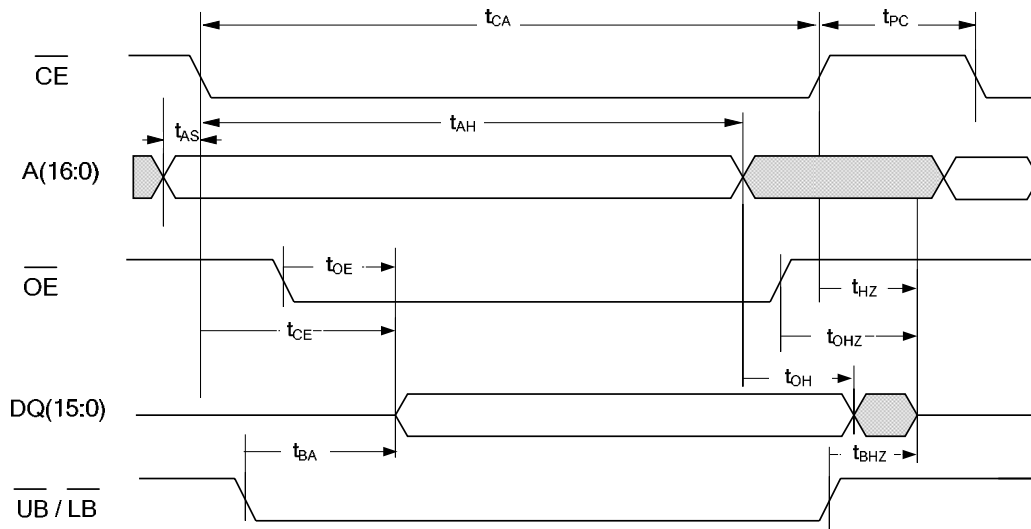 tCA tPC
CE
tAS tAH
A(16:0)
tOE
OE
tHZ
tCE
tOHZ
tOH
DQ(15:0)
tBA tBHZ
UB / LB